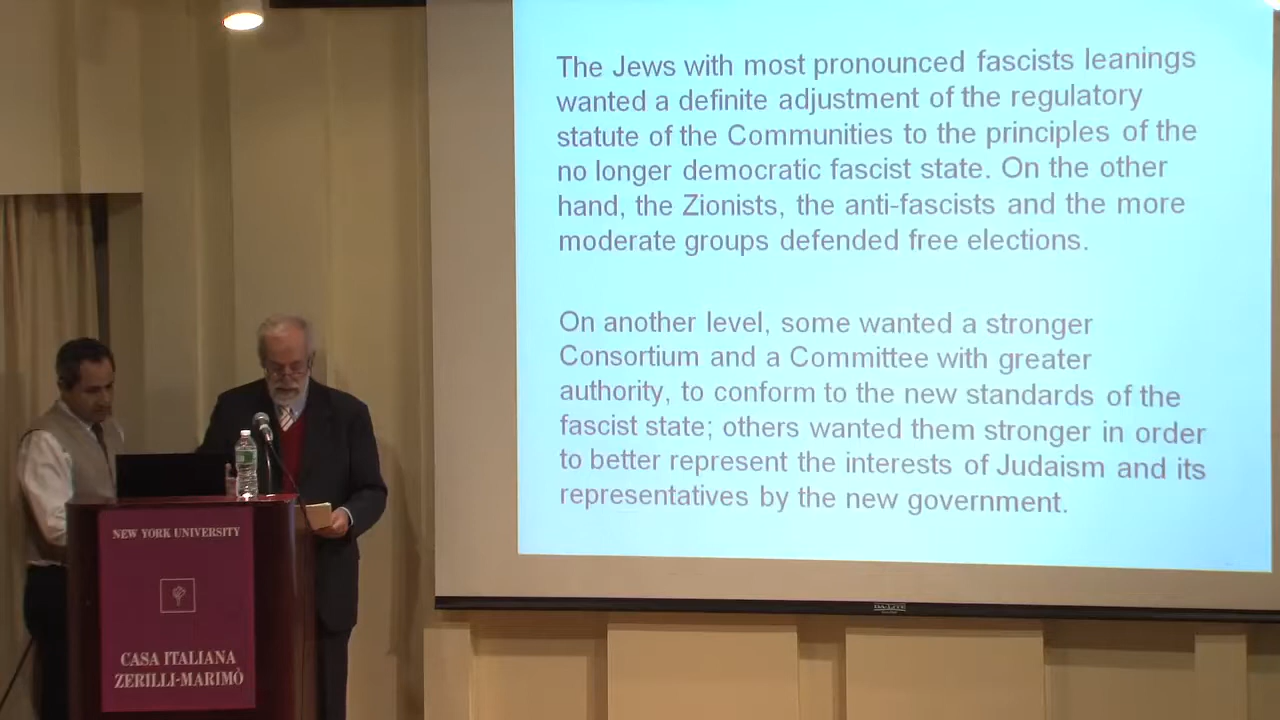 The Jews with most pronounced fascists leanings
wanted a definite adjustment of the regulatory
statute of the Communities to the principles of the
no longer democratic fascist state. On the other
hand, the Zionists, the anti-fascists and the more
moderate groups defended free elections.
On another level, some wanted a stronger
Consortium and a Committee with greater
authority, to conform to the new standards of the
fascist state; others wanted them stronger in order
to better represent the interests of Judaism and its
representatives by the new government.
DA-LITE
NEW YORK UNIVERSITY
CASA ITALIANA
ZERILLI-MARIMÒ